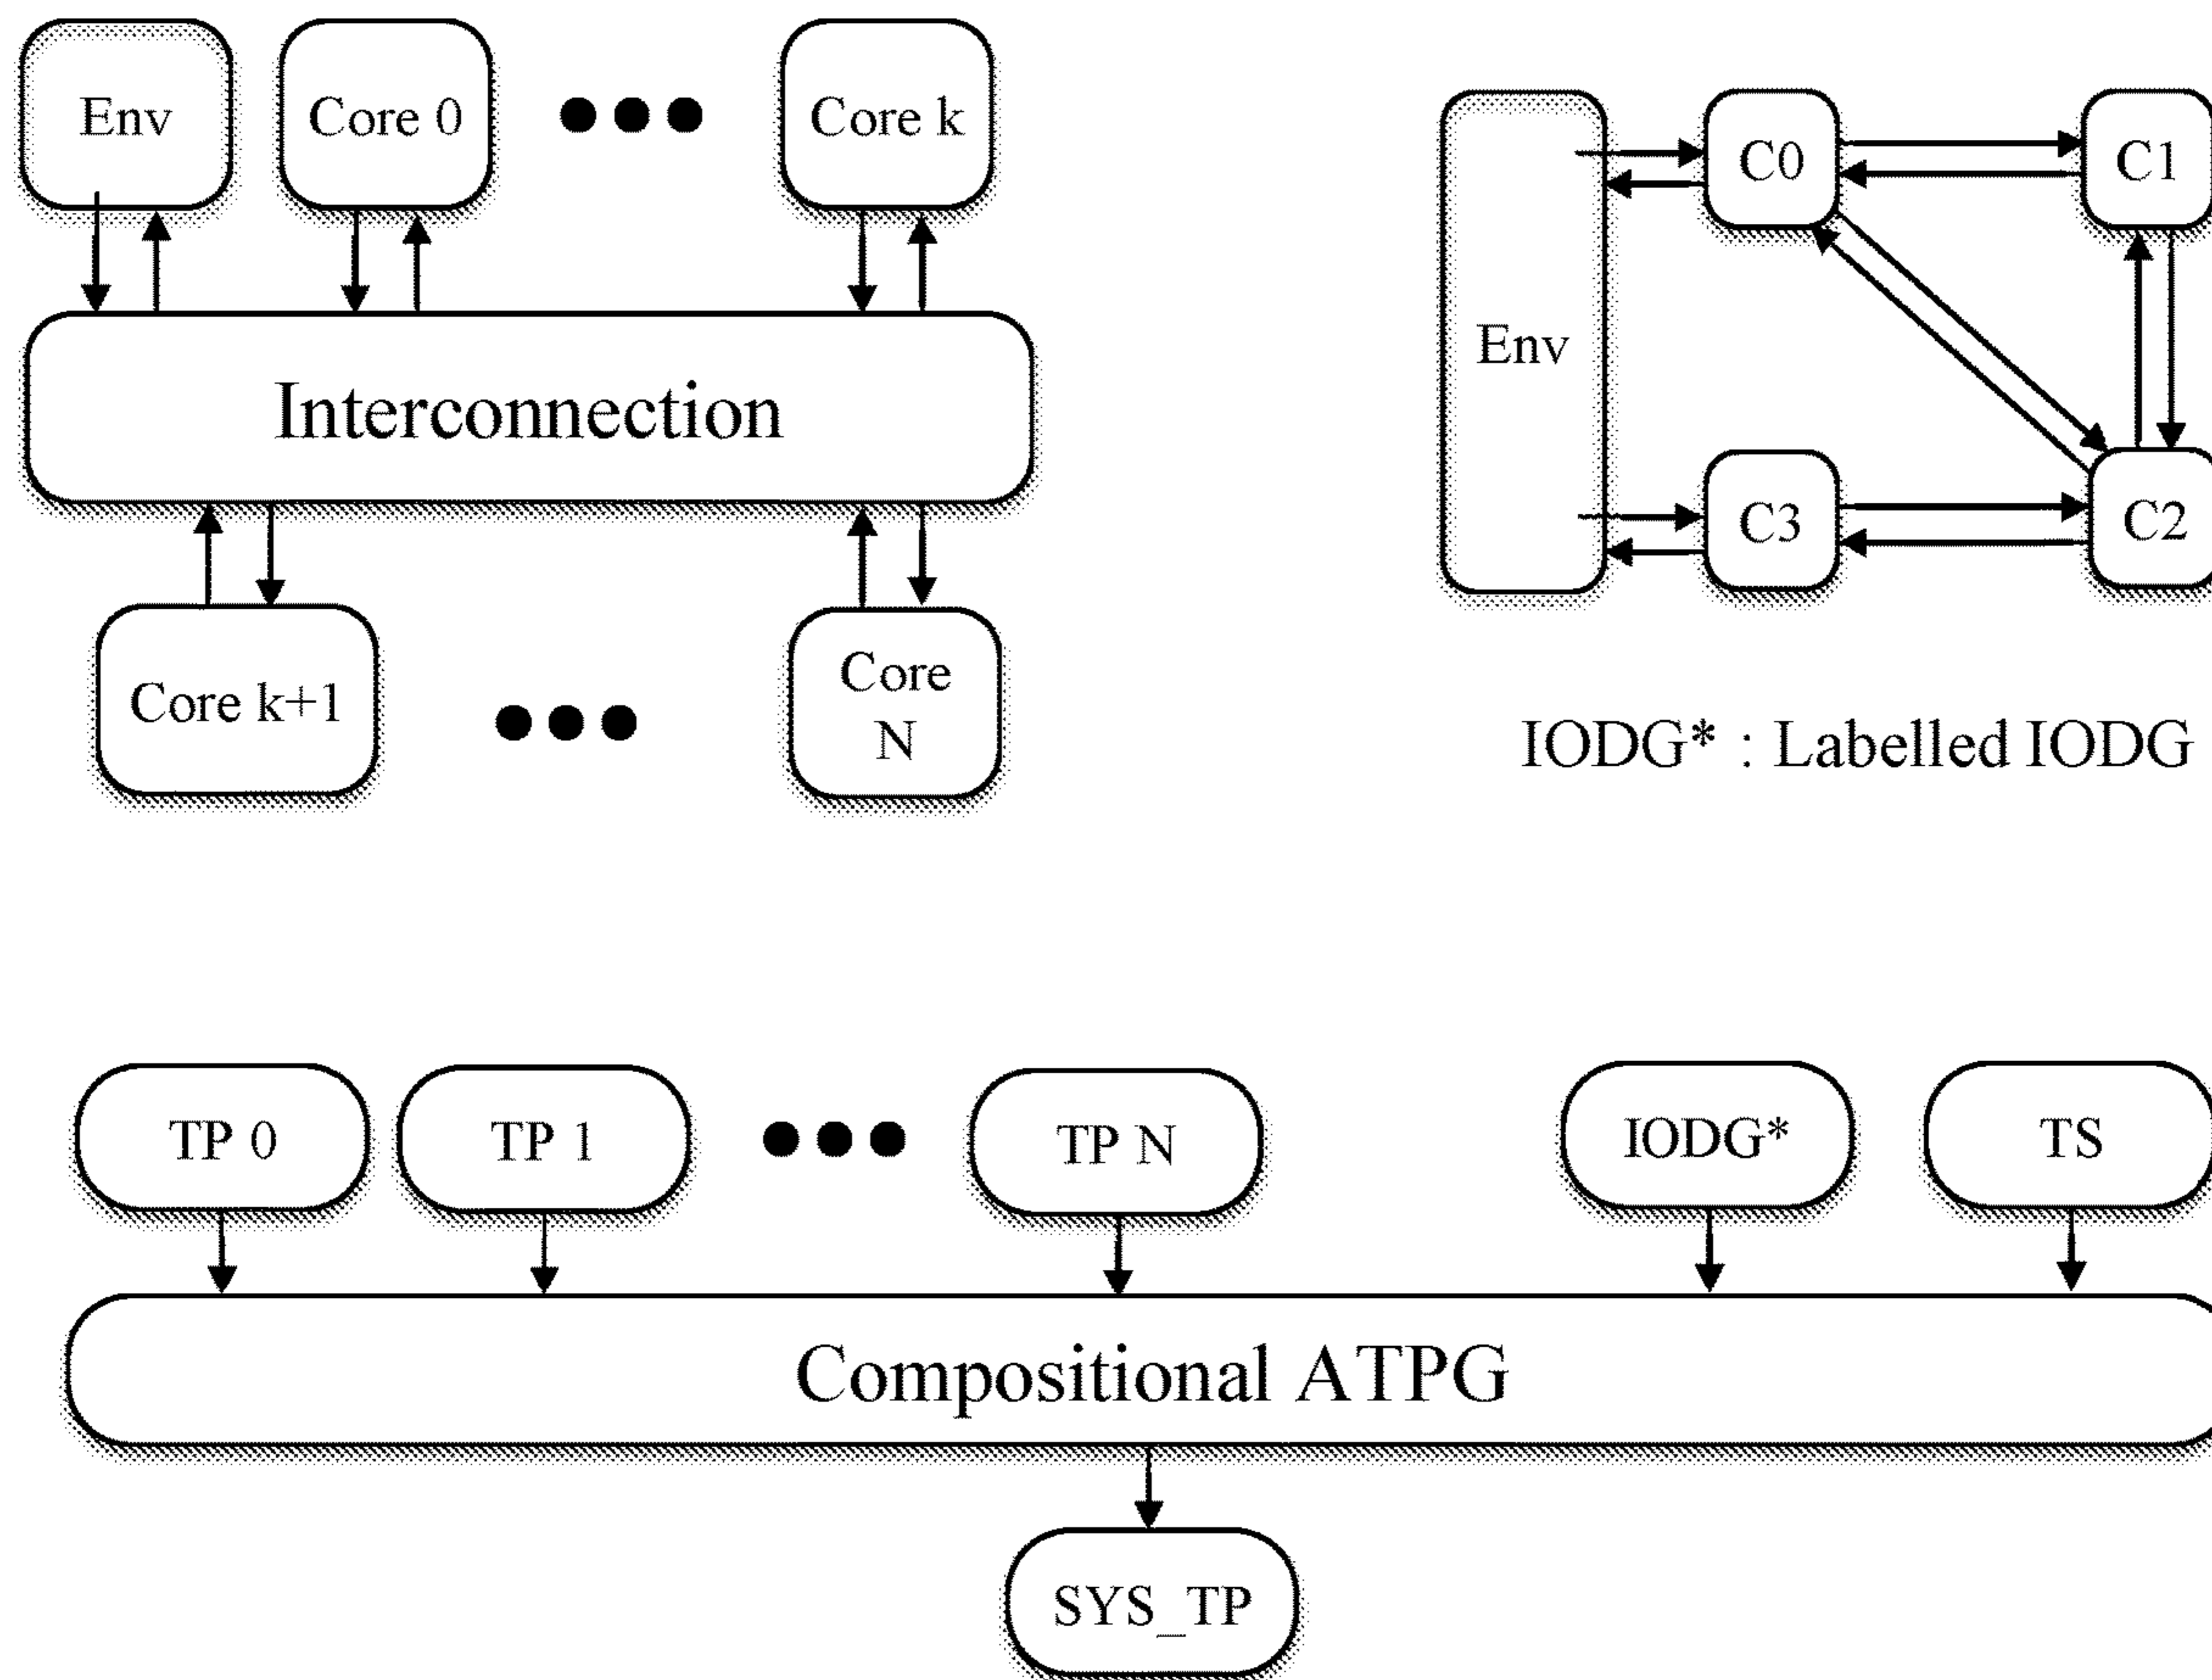 Env
Core 0
Core k
Interconnection
Core k+1
Core
N
Env
C0
C1
C3
C2
IODG* : Labelled IODG
TP 0
TP 1
TP N
IODG*
TS
Compositional ATPG
SYS_TP